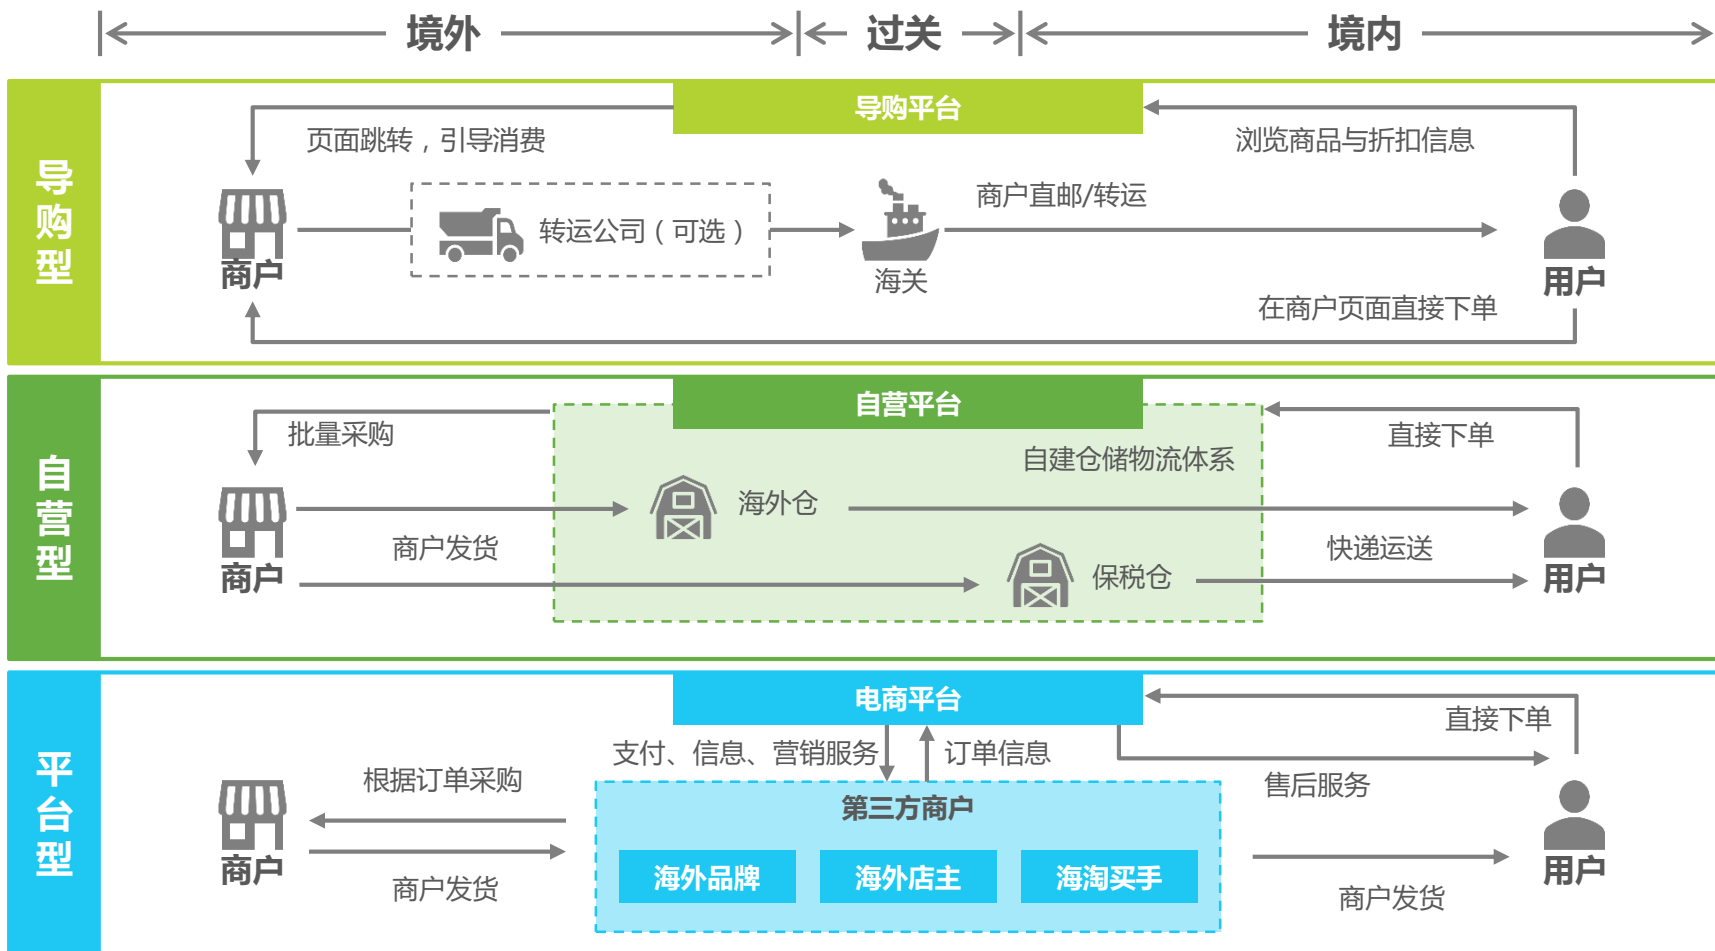 境外
过关
境内
导购型
导购平台
页面跳转，引导消费
浏览商品与折扣信息
商户
转运公司（可选）
海关
商户直邮/转运
用户
在商户页面直接下单
自营型
自营平台
批量采购
直接下单
自建仓储物流体系
商户
海外仓
商户发货
保税仓
快递运送
用户
平台型
电商平台
直接下单
支付、信息、营销服务
订单信息
售后服务
根据订单采购
第三方商户
商户
海外品牌
海外店主
海淘买手
用户
商户发货
商户发货